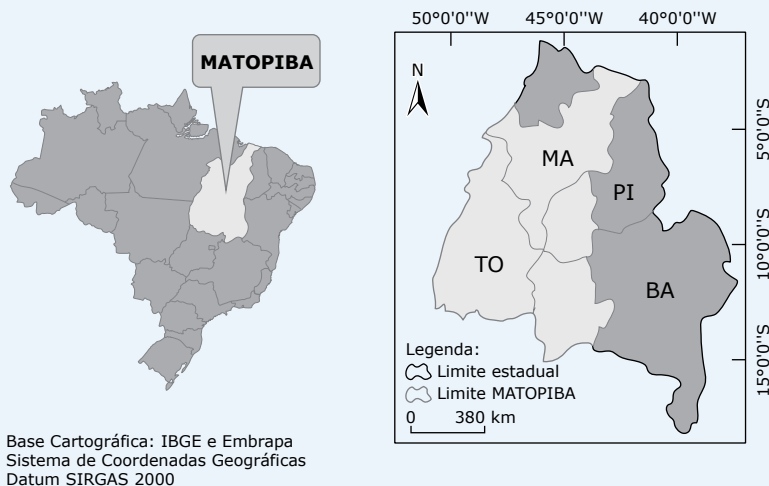 MATOPIBA
50°0'0''W 45°0'0''W 40°0'0''W
N
5°0'0''S
10°0'0''S
15°0'0''S
MA
PI
TO
BA
Legenda:
Limite estadual
Limite MATOPIBA
0 380 km
Base Cartográfica: IBGE e Embrapa
Sistema de Coordenadas Geográficas
Datum SIRGAS 2000